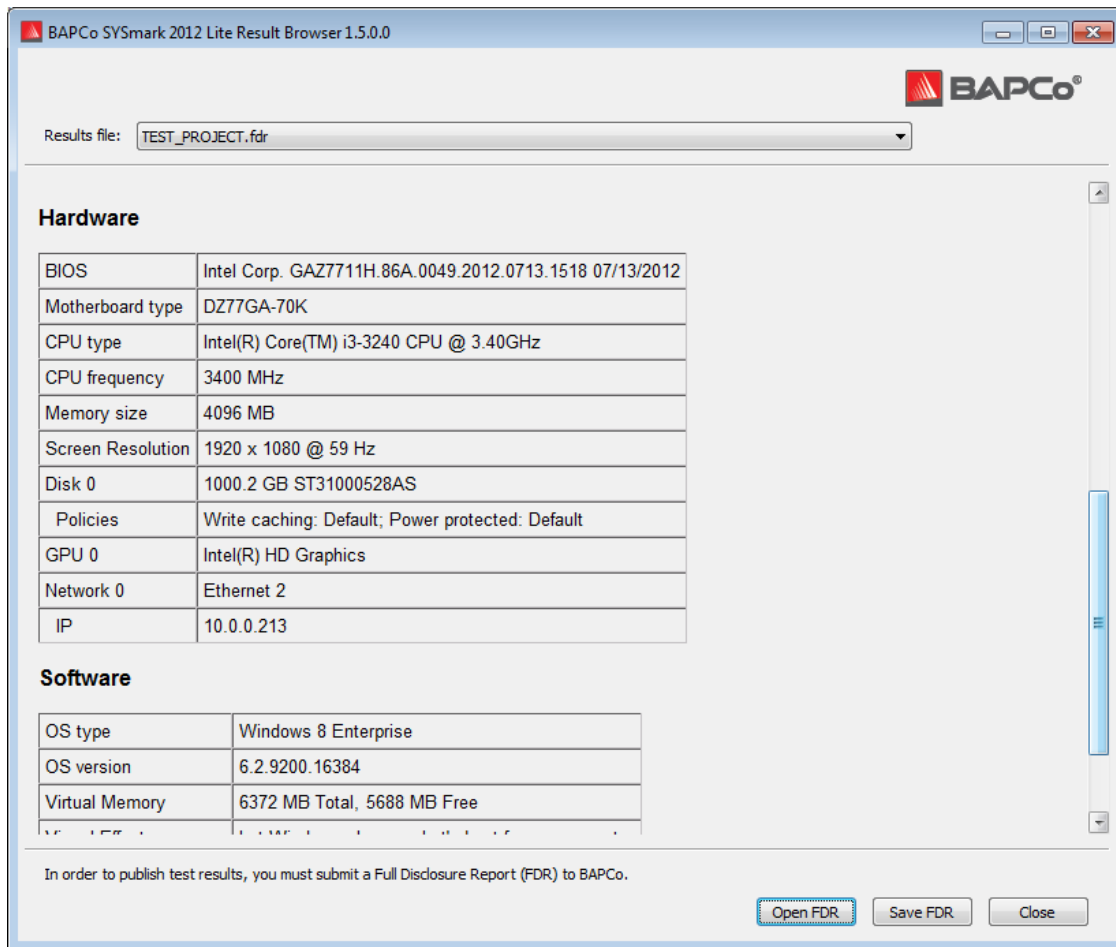 BAPCo SYSmark 2012 Lite Result Browser 1.5.0.0
BAPCo®
Results file: TEST_PROJECT.fdr
Hardware
BIOS Intel Corp. GAZ7711H.86A.0049.2012.0713.1518 07/13/2012
Motherboard type DZ77GA-70K
CPU type Intel(R) Core(TM) i3-3240 CPU @ 3.40GHz
CPU frequency 3400 MHz
Memory size 4096 MB
Screen Resolution 1920 x 1080 @ 59 Hz
Disk 0 1000.2 GB ST31000528AS
Policies Write caching: Default; Power protected: Default
GPU 0 Intel(R) HD Graphics
Network 0 Ethernet 2
IP 10.0.0.213
Software
OS type Windows 8 Enterprise
OS version 6.2.9200.16384
Virtual Memory 6372 MB Total, 5688 MB Free
In order to publish test results, you must submit a Full Disclosure Report (FDR) to BAPCo.
Open FDR Save FDR Close